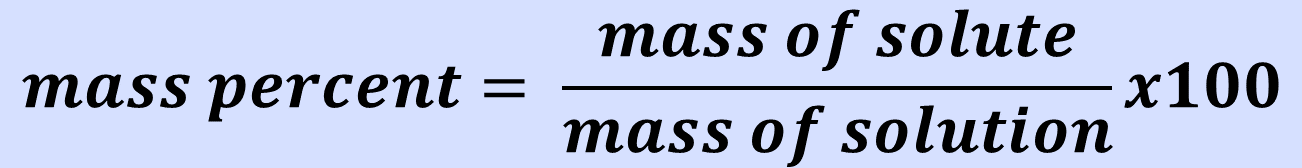 mass percent = mass of solute / mass of solution x100